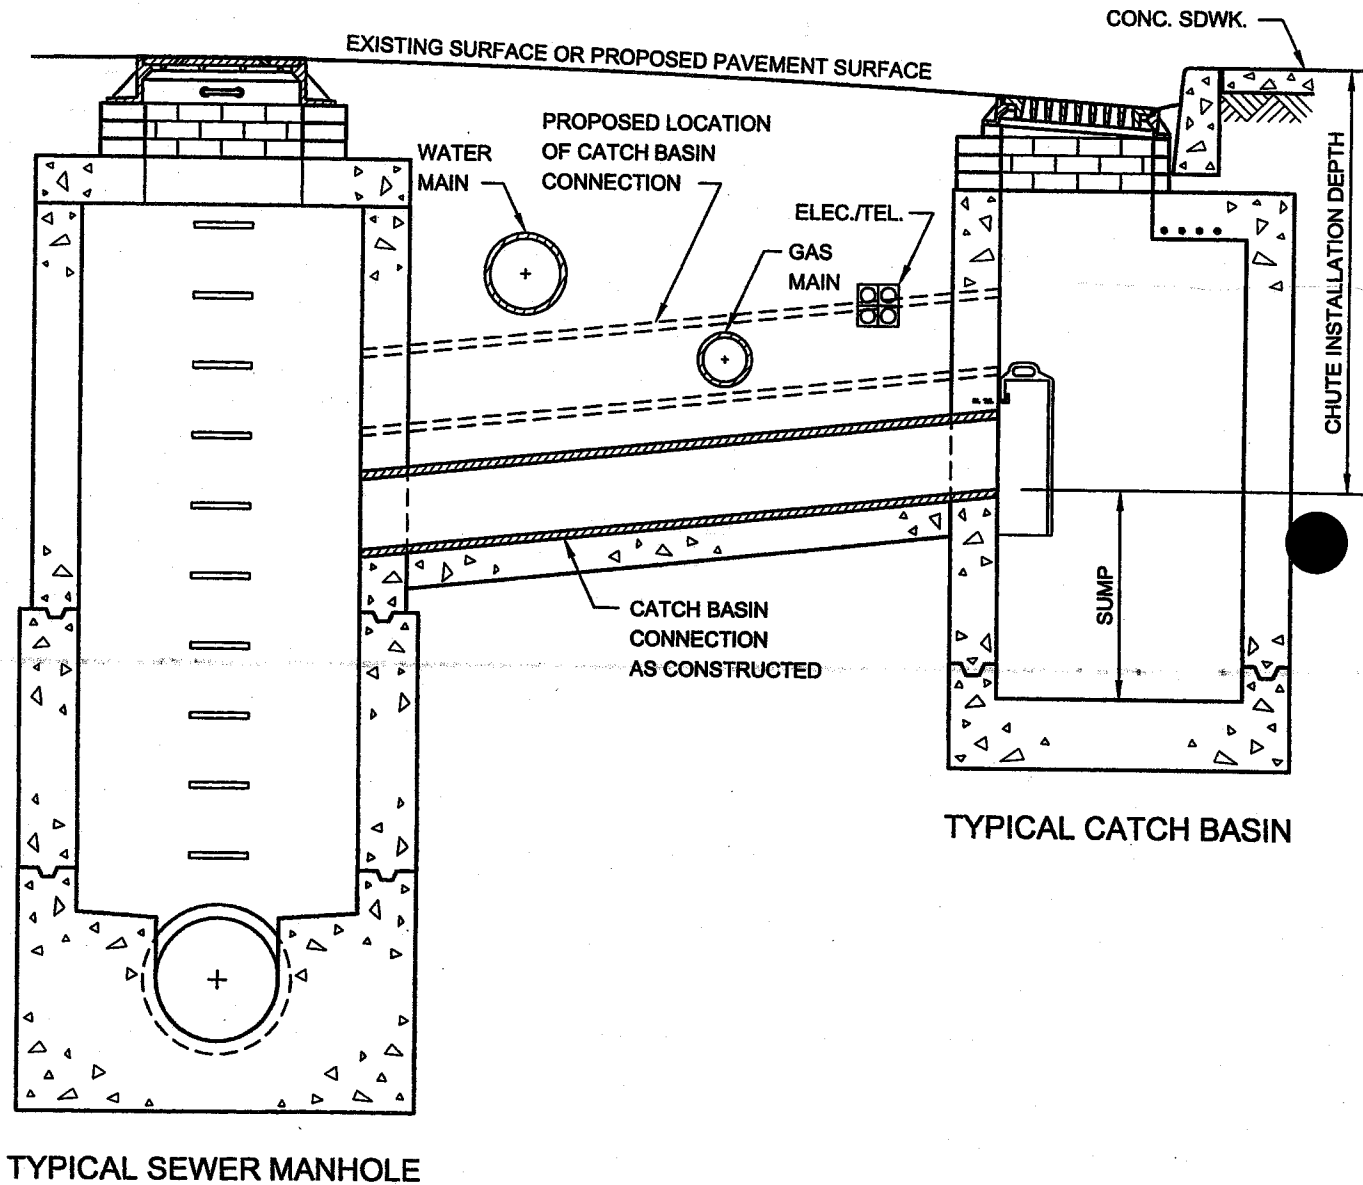 CONC. SDWK.
EXISTING SURFACE OR PROPOSED PAVEMENT SURFACE
PROPOSED LOCATION
OF CATCH BASIN
CONNECTION
WATER
MAIN
ELEC./TEL.
GAS
MAIN
CHUTE INSTALLATION DEPTH
SUMP
CATCH BASIN
CONNECTION
AS CONSTRUCTED
TYPICAL CATCH BASIN
TYPICAL SEWER MANHOLE